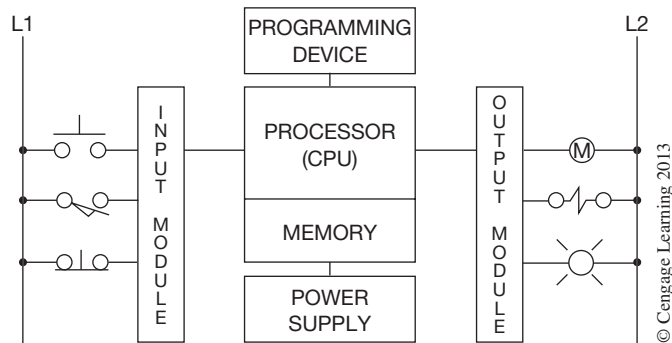 L1
PROGRAMMING
DEVICE
L2
INPUT MODULE
PROCESSOR
(CPU)
MEMORY
POWER
SUPPLY
OUTPUT MODULE
M
© Cengage Learning 2013